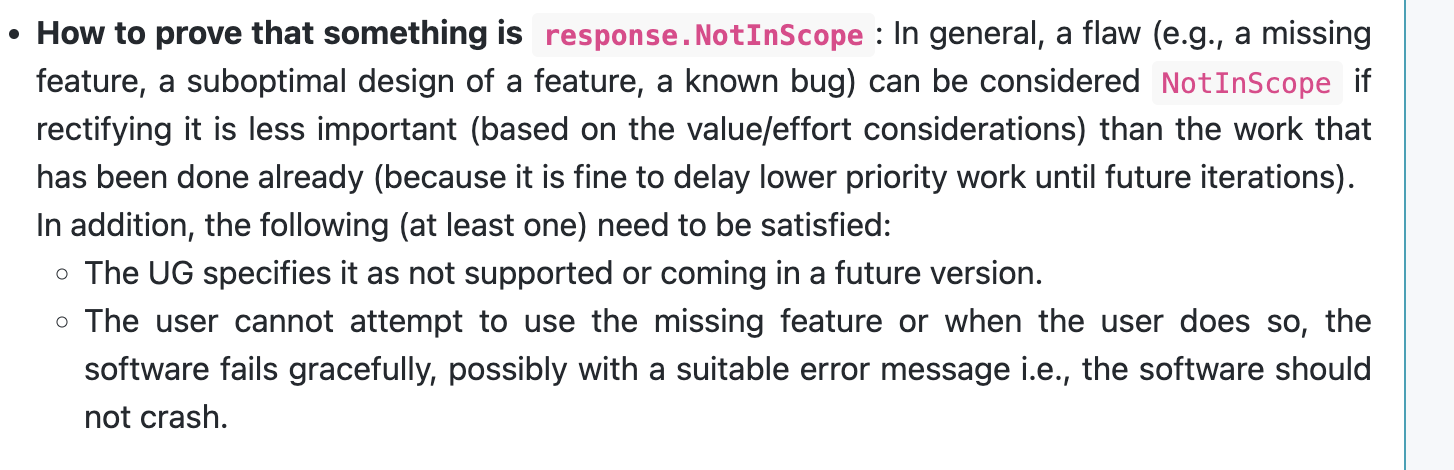 • How to prove that something is response.NotInScope : In general, a flaw (e.g., a missing
feature, a suboptimal design of a feature, a known bug) can be considered NotInScope if
rectifying it is less important (based on the value/effort considerations) than the work that
has been done already (because it is fine to delay lower priority work until future iterations).
In addition, the following (at least one) need to be satisfied:
○ The UG specifies it as not supported or coming in a future version.
○ The user cannot attempt to use the missing feature or when the user does so, the
software fails gracefully, possibly with a suitable error message i.e., the software should
not crash.